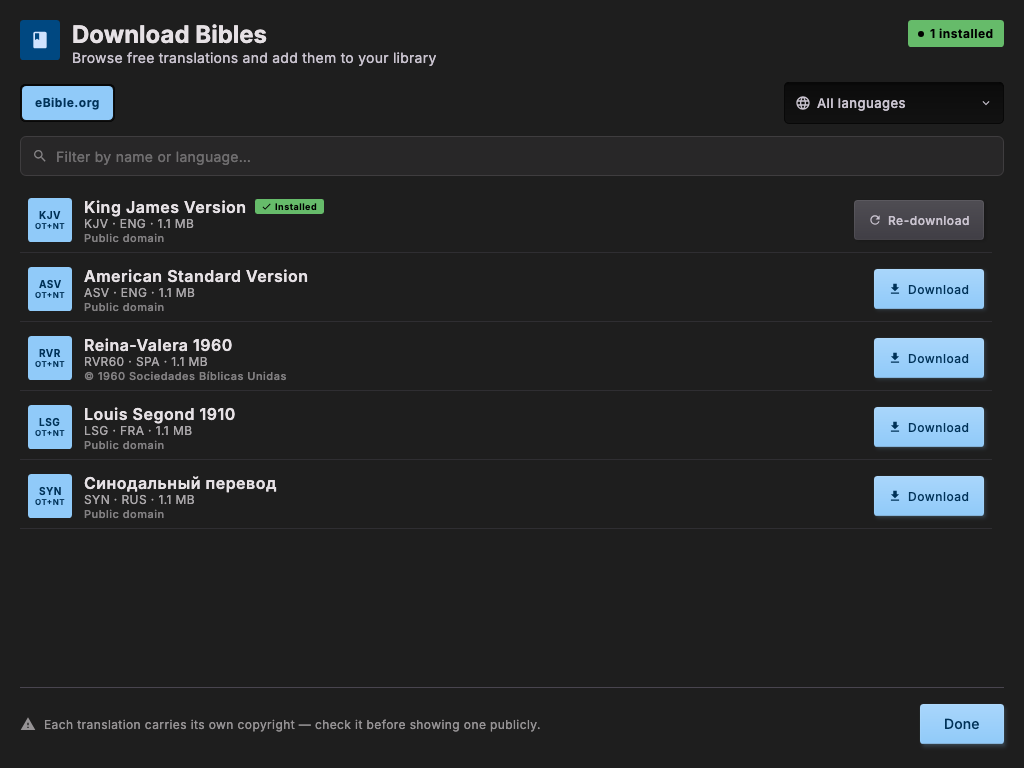 Download Bibles
Browse free translations and add them to your library
1 installed
eBible.org
All languages
Filter by name or language...
KJV
OT+NT
King James Version
Installed
KJV · ENG · 1.1 MB
Public domain
Re-download
ASV
OT+NT
American Standard Version
ASV · ENG · 1.1 MB
Public domain
Download
RVR
OT+NT
Reina-Valera 1960
RVR60 · SPA · 1.1 MB
© 1960 Sociedades Bíblicas Unidas
Download
LSG
OT+NT
Louis Segond 1910
LSG · FRA · 1.1 MB
Public domain
Download
SYN
OT+NT
Синодальный перевод
SYN · RUS · 1.1 MB
Public domain
Download
Each translation carries its own copyright — check it before showing one publicly.
Done